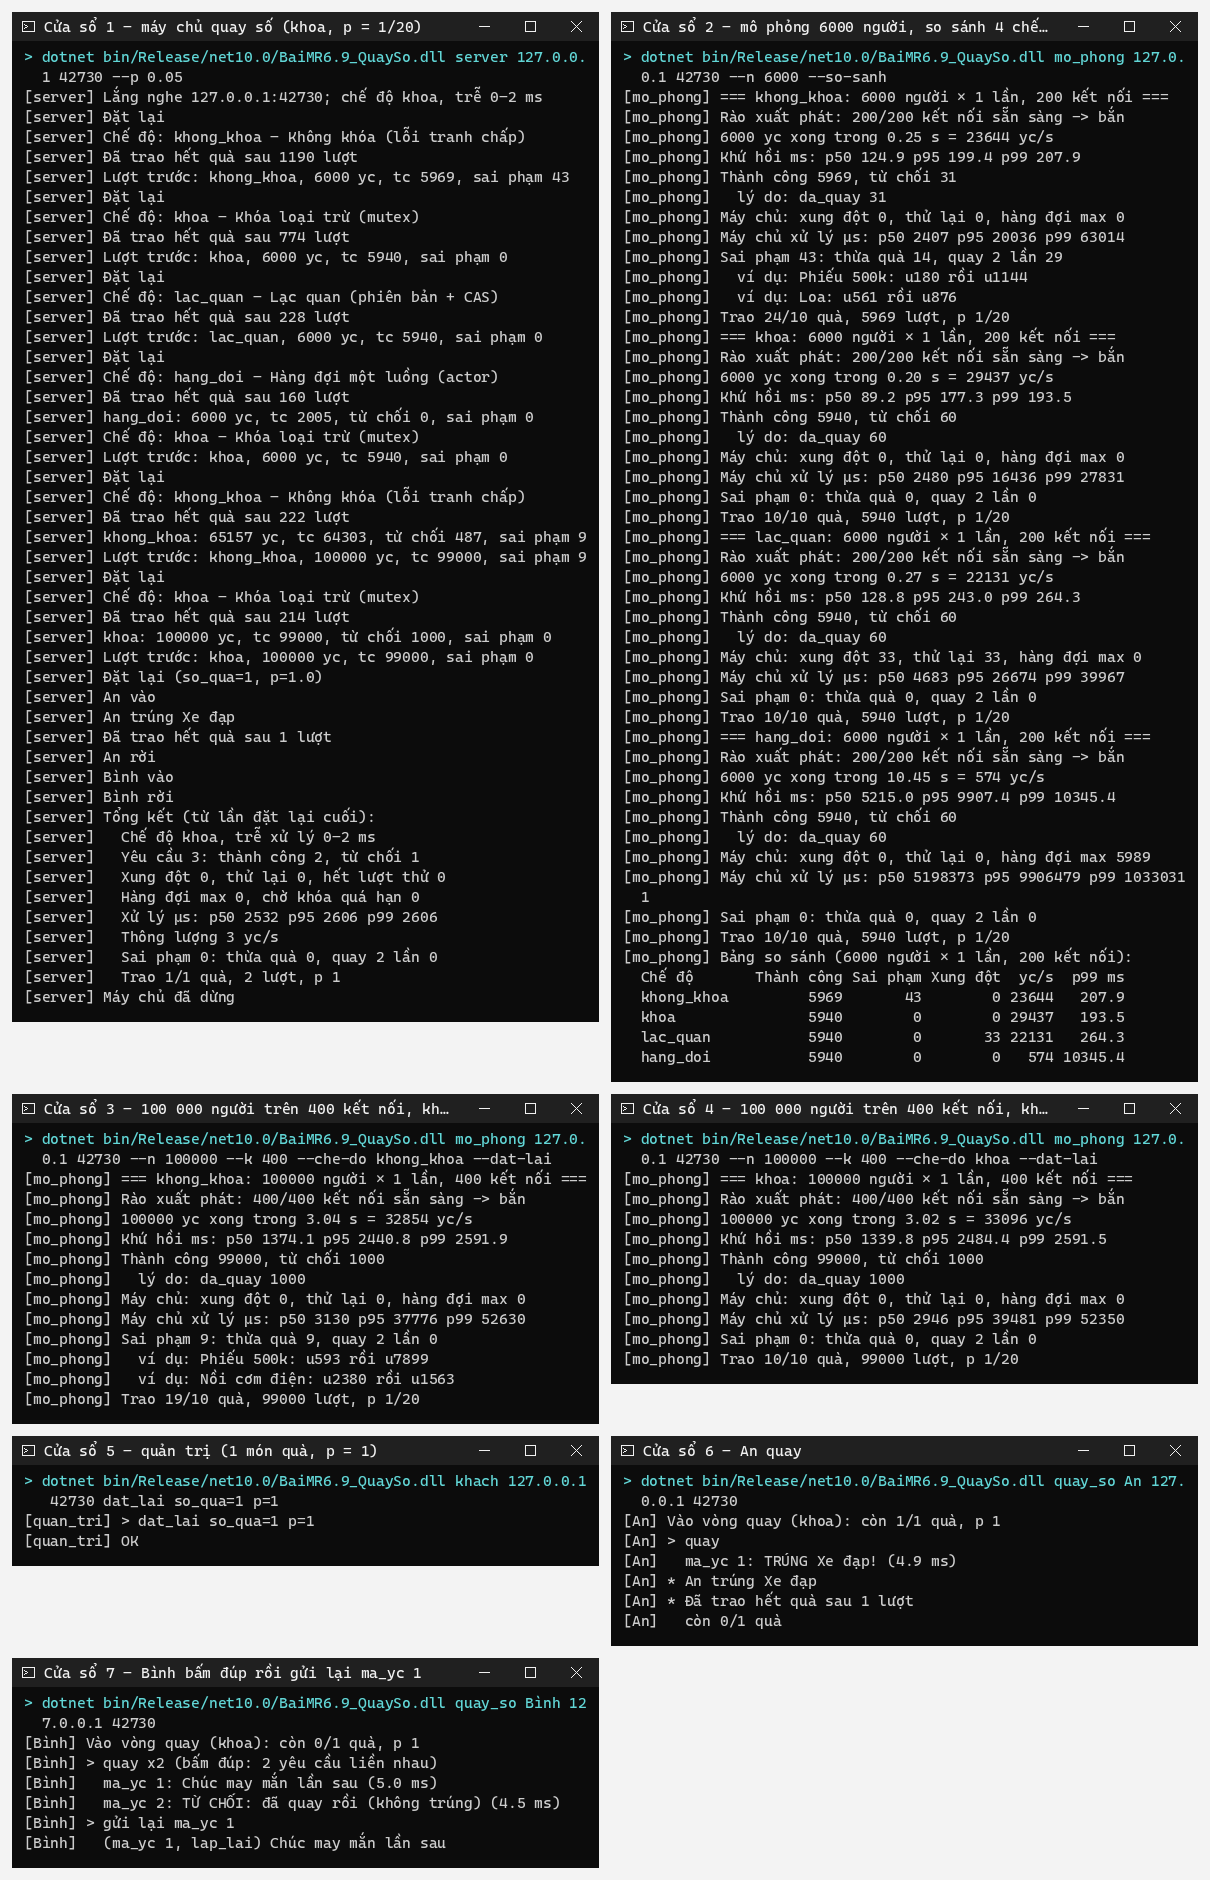 Cửa sổ 1 — máy chủ quay số (khoa, p = 1/20)
> dotnet bin/Release/net10.0/BaiMR6.9_QuaySo.dll server 127.0.0.
1 42730 --p 0.05
[server] Lắng nghe 127.0.0.1:42730; chế độ khoa, trễ 0–2 ms
[server] Đặt lại
[server] Chế độ: khong_khoa — Không khóa (lỗi tranh chấp)
[server] Đã trao hết quà sau 1190 lượt
[server] Lượt trước: khong_khoa, 6000 yc, tc 5969, sai phạm 43
[server] Đặt lại
[server] Chế độ: khoa — Khóa loại trừ (mutex)
[server] Đã trao hết quà sau 774 lượt
[server] Lượt trước: khoa, 6000 yc, tc 5940, sai phạm 0
[server] Đặt lại
[server] Chế độ: lac_quan — Lạc quan (phiên bản + CAS)
[server] Đã trao hết quà sau 228 lượt
[server] Lượt trước: lac_quan, 6000 yc, tc 5940, sai phạm 0
[server] Đặt lại
[server] Chế độ: hang_doi — Hàng đợi một luồng (actor)
[server] Đã trao hết quà sau 160 lượt
[server] hang_doi: 6000 yc, tc 2005, từ chối 0, sai phạm 0
[server] Chế độ: khoa — Khóa loại trừ (mutex)
[server] Lượt trước: khoa, 6000 yc, tc 5940, sai phạm 0
[server] Đặt lại
[server] Chế độ: khong_khoa — Không khóa (lỗi tranh chấp)
[server] Đã trao hết quà sau 222 lượt
[server] khong_khoa: 65157 yc, tc 64303, từ chối 487, sai phạm 9
[server] Lượt trước: khong_khoa, 100000 yc, tc 99000, sai phạm 9
[server] Đặt lại
[server] Chế độ: khoa — Khóa loại trừ (mutex)
[server] Đã trao hết quà sau 214 lượt
[server] khoa: 100000 yc, tc 99000, từ chối 1000, sai phạm 0
[server] Lượt trước: khoa, 100000 yc, tc 99000, sai phạm 0
[server] Đặt lại (so_qua=1, p=1.0)
[server] An vào
[server] An trúng Xe đạp
[server] Đã trao hết quà sau 1 lượt
[server] An rời
[server] Bình vào
[server] Bình rời
[server] Tổng kết (từ lần đặt lại cuối):
[server]   Chế độ khoa, trễ xử lý 0–2 ms
[server]   Yêu cầu 3: thành công 2, từ chối 1
[server]   Xung đột 0, thử lại 0, hết lượt thử 0
[server]   Hàng đợi max 0, chờ khóa quá hạn 0
[server]   Xử lý µs: p50 2532 p95 2606 p99 2606
[server]   Thông lượng 3 yc/s
[server]   Sai phạm 0: thừa quà 0, quay 2 lần 0
[server]   Trao 1/1 quà, 2 lượt, p 1
[server] Máy chủ đã dừng
Cửa sổ 2 — mô phỏng 6000 người, so sánh 4 chế…
> dotnet bin/Release/net10.0/BaiMR6.9_QuaySo.dll mo_phong 127.0.
0.1 42730 --n 6000 --so-sanh
[mo_phong] === khong_khoa: 6000 người × 1 lần, 200 kết nối ===
[mo_phong] Rào xuất phát: 200/200 kết nối sẵn sàng -> bắn
[mo_phong] 6000 yc xong trong 0.25 s = 23644 yc/s
[mo_phong] Khứ hồi ms: p50 124.9 p95 199.4 p99 207.9
[mo_phong] Thành công 5969, từ chối 31
[mo_phong]   lý do: da_quay 31
[mo_phong] Máy chủ: xung đột 0, thử lại 0, hàng đợi max 0
[mo_phong] Máy chủ xử lý µs: p50 2407 p95 20036 p99 63014
[mo_phong] Sai phạm 43: thừa quà 14, quay 2 lần 29
[mo_phong]   ví dụ: Phiếu 500k: u180 rồi u1144
[mo_phong]   ví dụ: Loa: u561 rồi u876
[mo_phong] Trao 24/10 quà, 5969 lượt, p 1/20
[mo_phong] === khoa: 6000 người × 1 lần, 200 kết nối ===
[mo_phong] Rào xuất phát: 200/200 kết nối sẵn sàng -> bắn
[mo_phong] 6000 yc xong trong 0.20 s = 29437 yc/s
[mo_phong] Khứ hồi ms: p50 89.2 p95 177.3 p99 193.5
[mo_phong] Thành công 5940, từ chối 60
[mo_phong]   lý do: da_quay 60
[mo_phong] Máy chủ: xung đột 0, thử lại 0, hàng đợi max 0
[mo_phong] Máy chủ xử lý µs: p50 2480 p95 16436 p99 27831
[mo_phong] Sai phạm 0: thừa quà 0, quay 2 lần 0
[mo_phong] Trao 10/10 quà, 5940 lượt, p 1/20
[mo_phong] === lac_quan: 6000 người × 1 lần, 200 kết nối ===
[mo_phong] Rào xuất phát: 200/200 kết nối sẵn sàng -> bắn
[mo_phong] 6000 yc xong trong 0.27 s = 22131 yc/s
[mo_phong] Khứ hồi ms: p50 128.8 p95 243.0 p99 264.3
[mo_phong] Thành công 5940, từ chối 60
[mo_phong]   lý do: da_quay 60
[mo_phong] Máy chủ: xung đột 33, thử lại 33, hàng đợi max 0
[mo_phong] Máy chủ xử lý µs: p50 4683 p95 26674 p99 39967
[mo_phong] Sai phạm 0: thừa quà 0, quay 2 lần 0
[mo_phong] Trao 10/10 quà, 5940 lượt, p 1/20
[mo_phong] === hang_doi: 6000 người × 1 lần, 200 kết nối ===
[mo_phong] Rào xuất phát: 200/200 kết nối sẵn sàng -> bắn
[mo_phong] 6000 yc xong trong 10.45 s = 574 yc/s
[mo_phong] Khứ hồi ms: p50 5215.0 p95 9907.4 p99 10345.4
[mo_phong] Thành công 5940, từ chối 60
[mo_phong]   lý do: da_quay 60
[mo_phong] Máy chủ: xung đột 0, thử lại 0, hàng đợi max 5989
[mo_phong] Máy chủ xử lý µs: p50 5198373 p95 9906479 p99 1033031
1
[mo_phong] Sai phạm 0: thừa quà 0, quay 2 lần 0
[mo_phong] Trao 10/10 quà, 5940 lượt, p 1/20
[mo_phong] Bảng so sánh (6000 người × 1 lần, 200 kết nối):
Chế độ       Thành công Sai phạm Xung đột  yc/s  p99 ms
khong_khoa         5969       43        0 23644   207.9
khoa               5940        0        0 29437   193.5
lac_quan           5940        0       33 22131   264.3
hang_doi           5940        0        0   574 10345.4
Cửa sổ 3 — 100 000 người trên 400 kết nối, kh…
> dotnet bin/Release/net10.0/BaiMR6.9_QuaySo.dll mo_phong 127.0.
0.1 42730 --n 100000 --k 400 --che-do khong_khoa --dat-lai
[mo_phong] === khong_khoa: 100000 người × 1 lần, 400 kết nối ===
[mo_phong] Rào xuất phát: 400/400 kết nối sẵn sàng -> bắn
[mo_phong] 100000 yc xong trong 3.04 s = 32854 yc/s
[mo_phong] Khứ hồi ms: p50 1374.1 p95 2440.8 p99 2591.9
[mo_phong] Thành công 99000, từ chối 1000
[mo_phong]   lý do: da_quay 1000
[mo_phong] Máy chủ: xung đột 0, thử lại 0, hàng đợi max 0
[mo_phong] Máy chủ xử lý µs: p50 3130 p95 37776 p99 52630
[mo_phong] Sai phạm 9: thừa quà 9, quay 2 lần 0
[mo_phong]   ví dụ: Phiếu 500k: u593 rồi u7899
[mo_phong]   ví dụ: Nồi cơm điện: u2380 rồi u1563
[mo_phong] Trao 19/10 quà, 99000 lượt, p 1/20
Cửa sổ 4 — 100 000 người trên 400 kết nối, kh…
> dotnet bin/Release/net10.0/BaiMR6.9_QuaySo.dll mo_phong 127.0.
0.1 42730 --n 100000 --k 400 --che-do khoa --dat-lai
[mo_phong] === khoa: 100000 người × 1 lần, 400 kết nối ===
[mo_phong] Rào xuất phát: 400/400 kết nối sẵn sàng -> bắn
[mo_phong] 100000 yc xong trong 3.02 s = 33096 yc/s
[mo_phong] Khứ hồi ms: p50 1339.8 p95 2484.4 p99 2591.5
[mo_phong] Thành công 99000, từ chối 1000
[mo_phong]   lý do: da_quay 1000
[mo_phong] Máy chủ: xung đột 0, thử lại 0, hàng đợi max 0
[mo_phong] Máy chủ xử lý µs: p50 2946 p95 39481 p99 52350
[mo_phong] Sai phạm 0: thừa quà 0, quay 2 lần 0
[mo_phong] Trao 10/10 quà, 99000 lượt, p 1/20
Cửa sổ 5 — quản trị (1 món quà, p = 1)
> dotnet bin/Release/net10.0/BaiMR6.9_QuaySo.dll khach 127.0.0.1
42730 dat_lai so_qua=1 p=1
[quan_tri] > dat_lai so_qua=1 p=1
[quan_tri] OK
Cửa sổ 6 — An quay
> dotnet bin/Release/net10.0/BaiMR6.9_QuaySo.dll quay_so An 127.
0.0.1 42730
[An] Vào vòng quay (khoa): còn 1/1 quà, p 1
[An] > quay
[An]   ma_yc 1: TRÚNG Xe đạp! (4.9 ms)
[An] * An trúng Xe đạp
[An] * Đã trao hết quà sau 1 lượt
[An]   còn 0/1 quà
Cửa sổ 7 — Bình bấm đúp rồi gửi lại ma_yc 1
> dotnet bin/Release/net10.0/BaiMR6.9_QuaySo.dll quay_so Bình 12
7.0.0.1 42730
[Bình] Vào vòng quay (khoa): còn 0/1 quà, p 1
[Bình] > quay x2 (bấm đúp: 2 yêu cầu liền nhau)
[Bình]   ma_yc 1: Chúc may mắn lần sau (5.0 ms)
[Bình]   ma_yc 2: TỪ CHỐI: đã quay rồi (không trúng) (4.5 ms)
[Bình] > gửi lại ma_yc 1
[Bình]   (ma_yc 1, lap_lai) Chúc may mắn lần sau